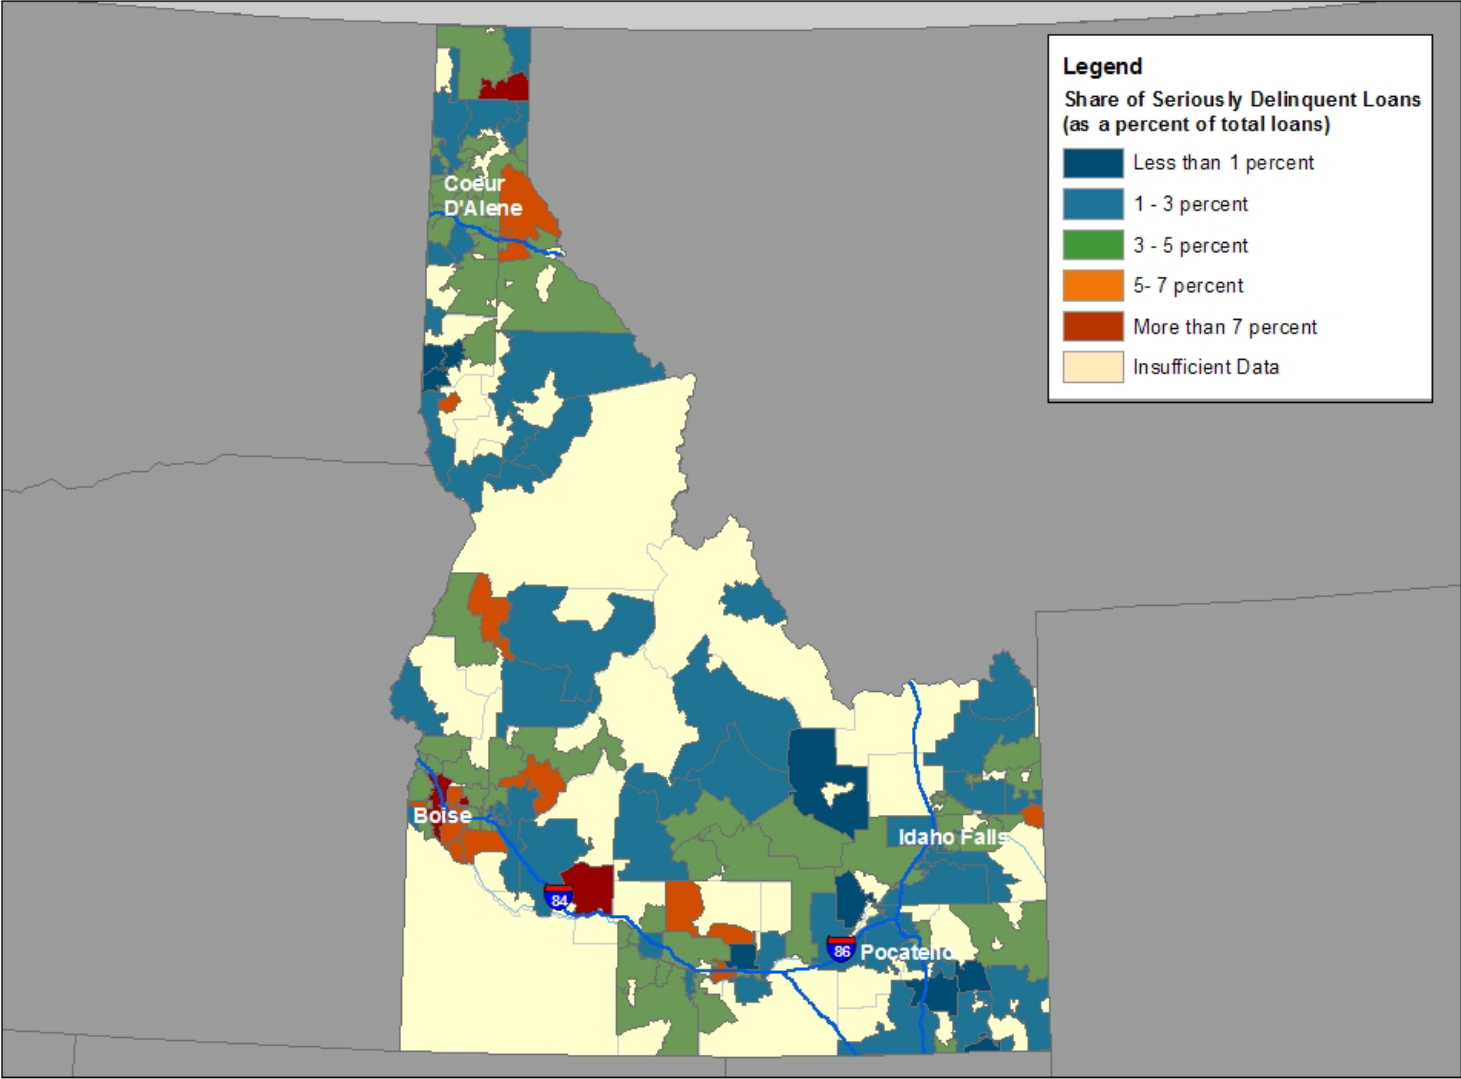 Legend
Share of Seriously Delinquent Loans
(as a percent of total loans)
Less than 1 percent
1 - 3 percent
3 - 5 percent
5- 7 percent
More than 7 percent
Insufficient Data
Coeur
D'Alene
Boise
Idaho Falls
84
86
Pocatello